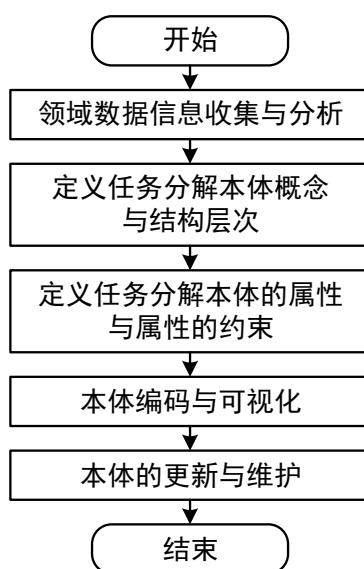 开始
领域数据信息收集与分析
定义任务分解本体概念
与结构层次
定义任务分解本体的属性
与属性的约束
本体编码与可视化
本体的更新与维护
结束